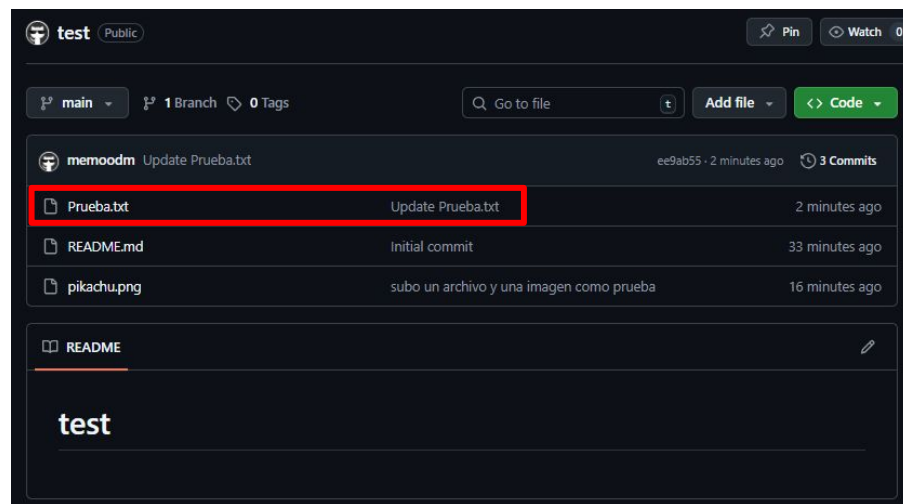 test Public Pin Watch 0
main 1 Branch 0 Tags Go to file t Add file Code
memoodm Update Prueba.txt ee9ab55 · 2 minutes ago 3 Commits
Prueba.txt Update Prueba.txt 2 minutes ago
README.md Initial commit 33 minutes ago
pikachu.png subo un archivo y una imagen como prueba 16 minutes ago
README
test